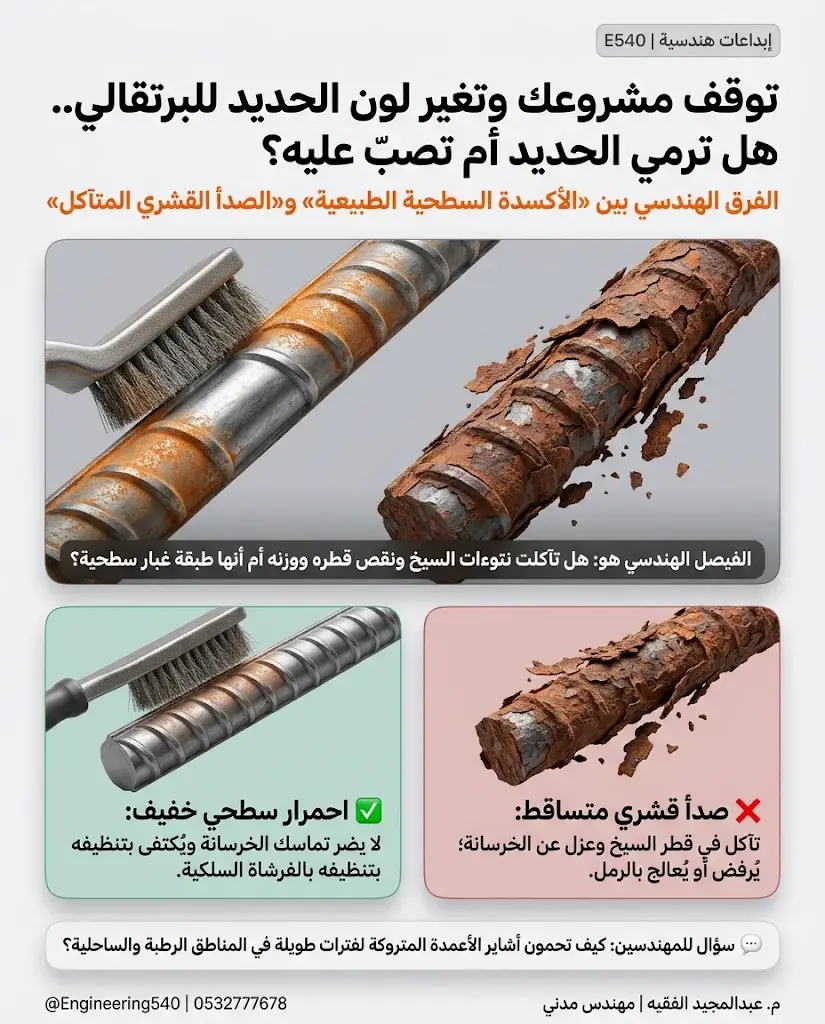 إبداعات هندسية | E540
توقف مشروعك وتغير لون الحديد للبرتقالي..
هل ترمي الحديد أم تصبّ عليه؟
الفرق الهندسي بين «الأكسدة السطحية الطبيعية» و«الصدأ القشري المتآكل»
الفيصل الهندسي هو: هل تآكلت نتوءات السيخ ونقص قطره ووزنه أم أنها طبقة غبار سطحية؟
❌ صدأ قشري متساقط:
تآكل في قطر السيخ وعزل عن الخرسانة؛
يُرفض أو يُعالج بالرمل.
✅ احمرار سطحي خفيف:
لا يضر تماسك الخرسانة ويُكتفى بتنظيفه
بتنظيفه بالفرشاة السلكية.
💬 سؤال للمهندسين: كيف تحمون أشاير الأعمدة المتروكة لفترات طويلة في المناطق الرطبة والساحلية؟
م. عبدالمجيد الفقيه | مهندس مدني
@Engineering540 | 0532777678